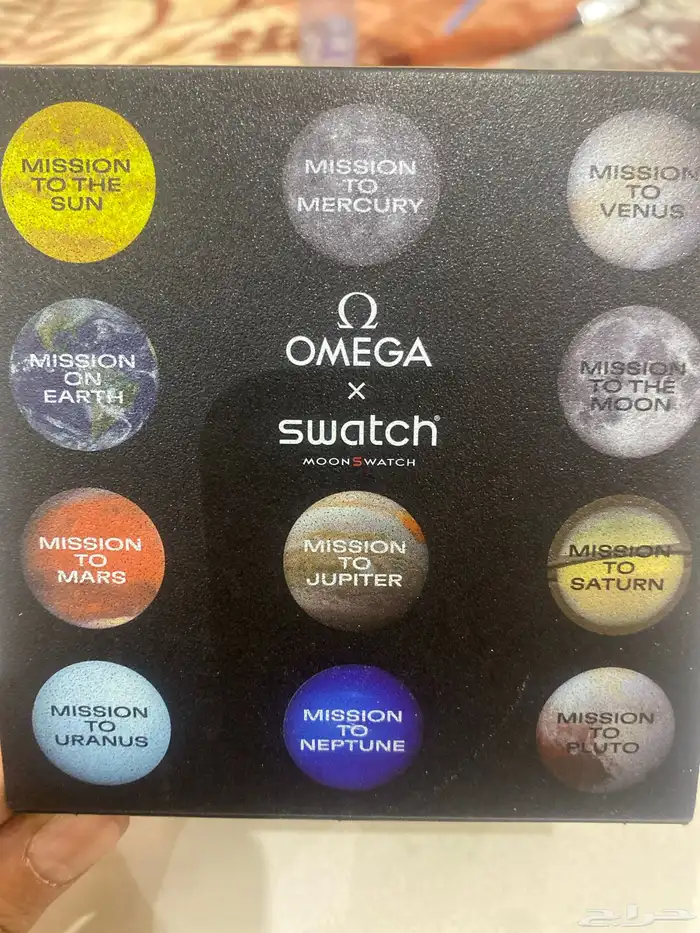 MISSION
TO THE
SUN
MISSION
TO
MERCURY
MISSION
TO
VENUS
MISSION
ON
EARTH
Ω
OMEGA
×
swatch®
MOONSWATCH
MISSION
TO THE
MOON
MISSION
TO
MARS
MISSION
TO
JUPITER
MISSION
TO
SATURN
MISSION
TO
URANUS
MISSION
TO
NEPTUNE
MISSION
TO
PLUTO
حراج